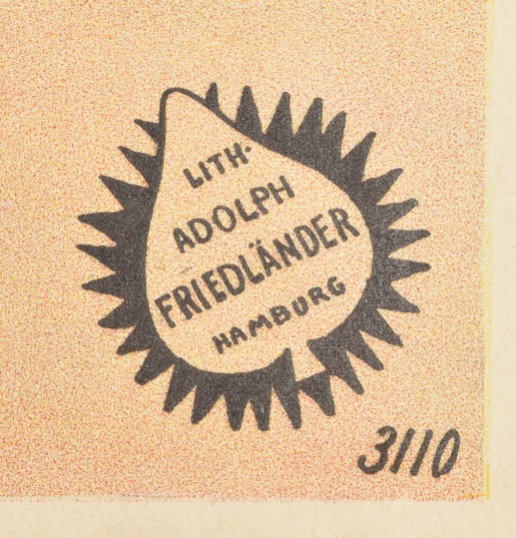 LITH·
ADOLPH
FRIEDLÄNDER
HAMBURG
3110